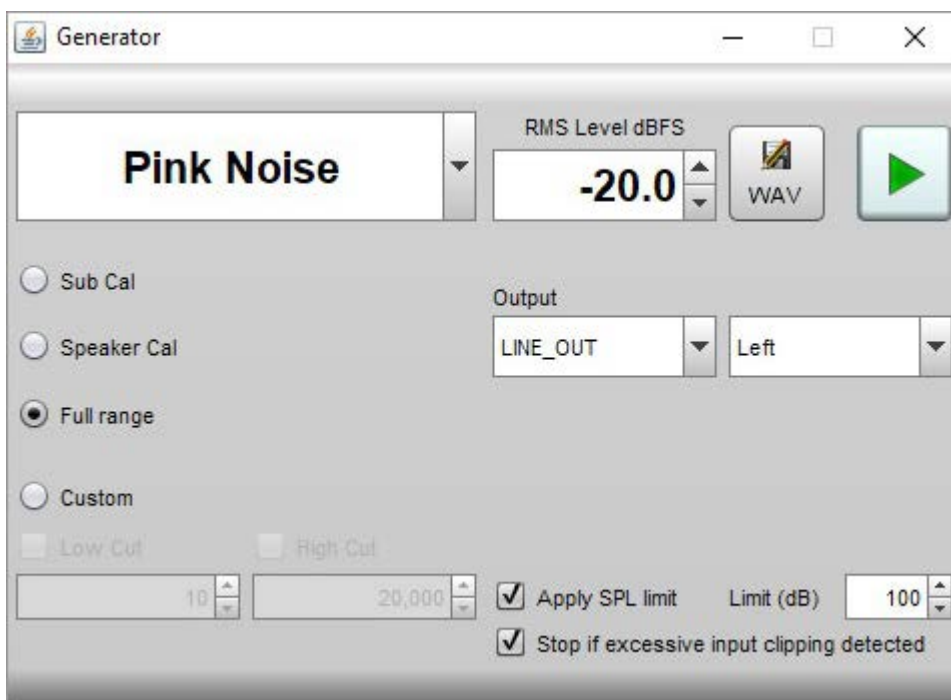 Generator
Pink Noise
RMS Level dBFS
-20.0
WAV
Sub Cal
Speaker Cal
Full range
Custom
Output
LINE_OUT
Left
Low Cut
High Cut
10
20,000
Apply SPL limit
Limit (dB)
100
Stop if excessive input clipping detected